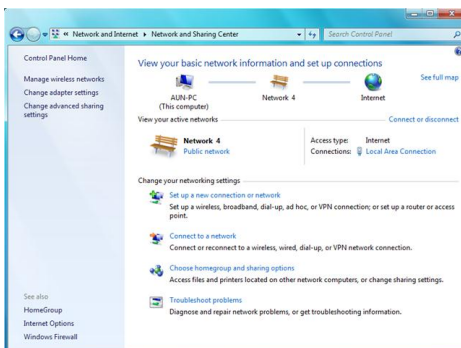 « Network and Internet ▸ Network and Sharing Center
Search Control Panel
Control Panel Home
Manage wireless networks
Change adapter settings
Change advanced sharing
settings
View your basic network information and set up connections
See full map
AUN-PC
(This computer)
Network 4
Internet
View your active networks
Connect or disconnect
Network 4
Public network
Access type: Internet
Connections: Local Area Connection
Change your networking settings
Set up a new connection or network
Set up a wireless, broadband, dial-up, ad hoc, or VPN connection; or set up a router or access
point.
Connect to a network
Connect or reconnect to a wireless, wired, dial-up, or VPN network connection.
Choose homegroup and sharing options
Access files and printers located on other network computers, or change sharing settings.
Troubleshoot problems
Diagnose and repair network problems, or get troubleshooting information.
See also
HomeGroup
Internet Options
Windows Firewall